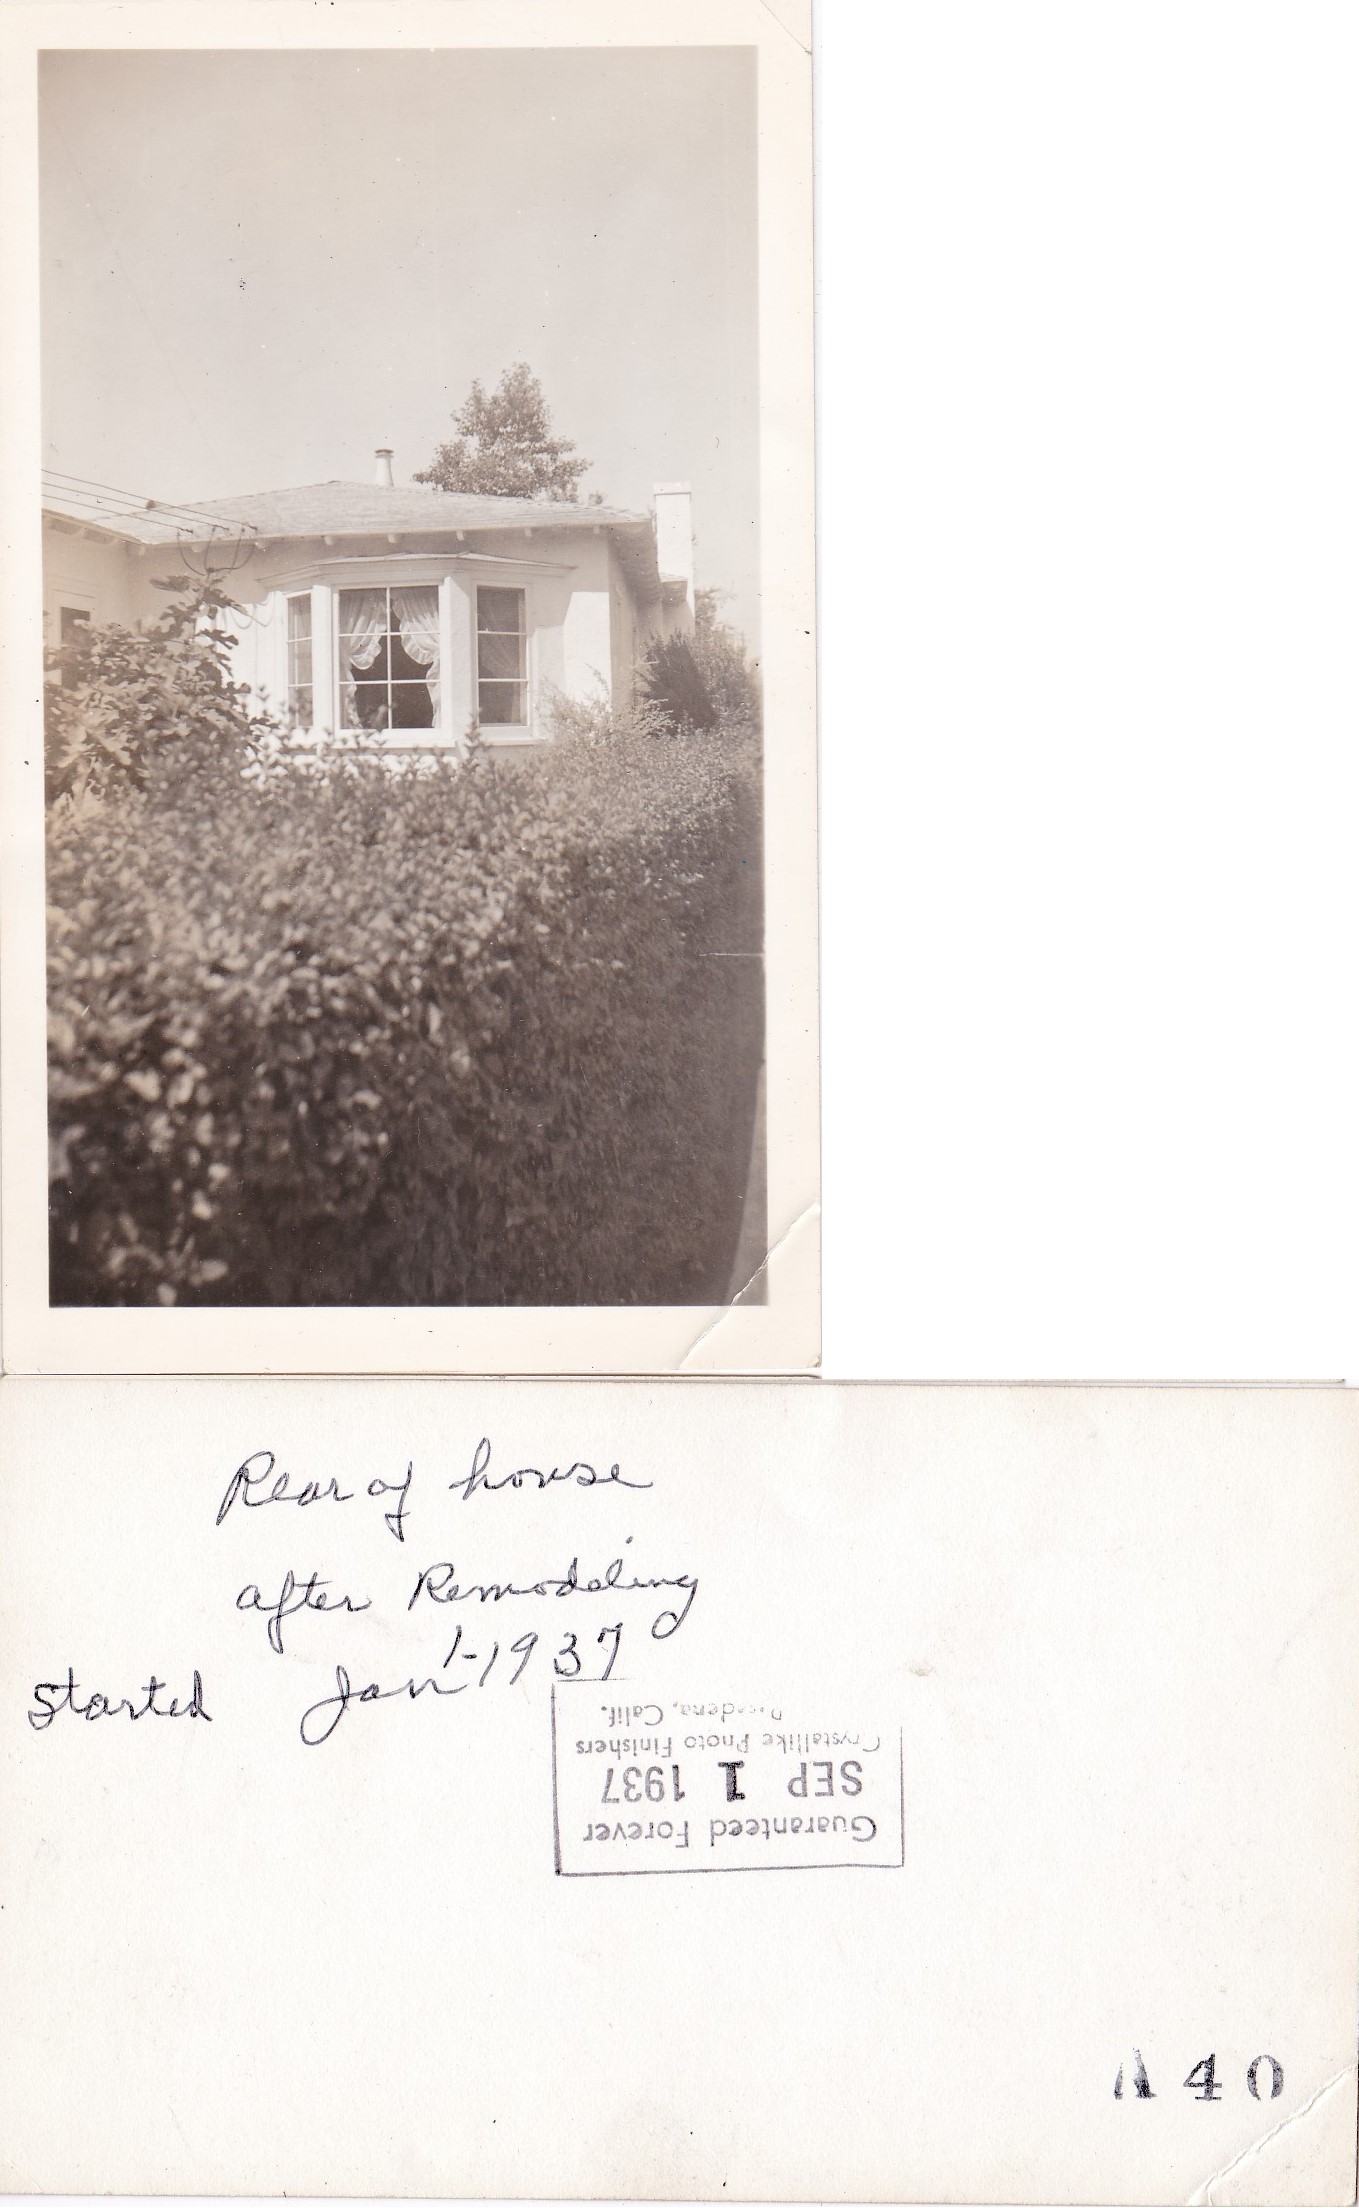 Rear of house
after Remodeling
started Jan 1-1937
Guaranteed Forever
SEP 1 1937
Crystallike Photo Finishers
Pasadena, Calif.
A 40